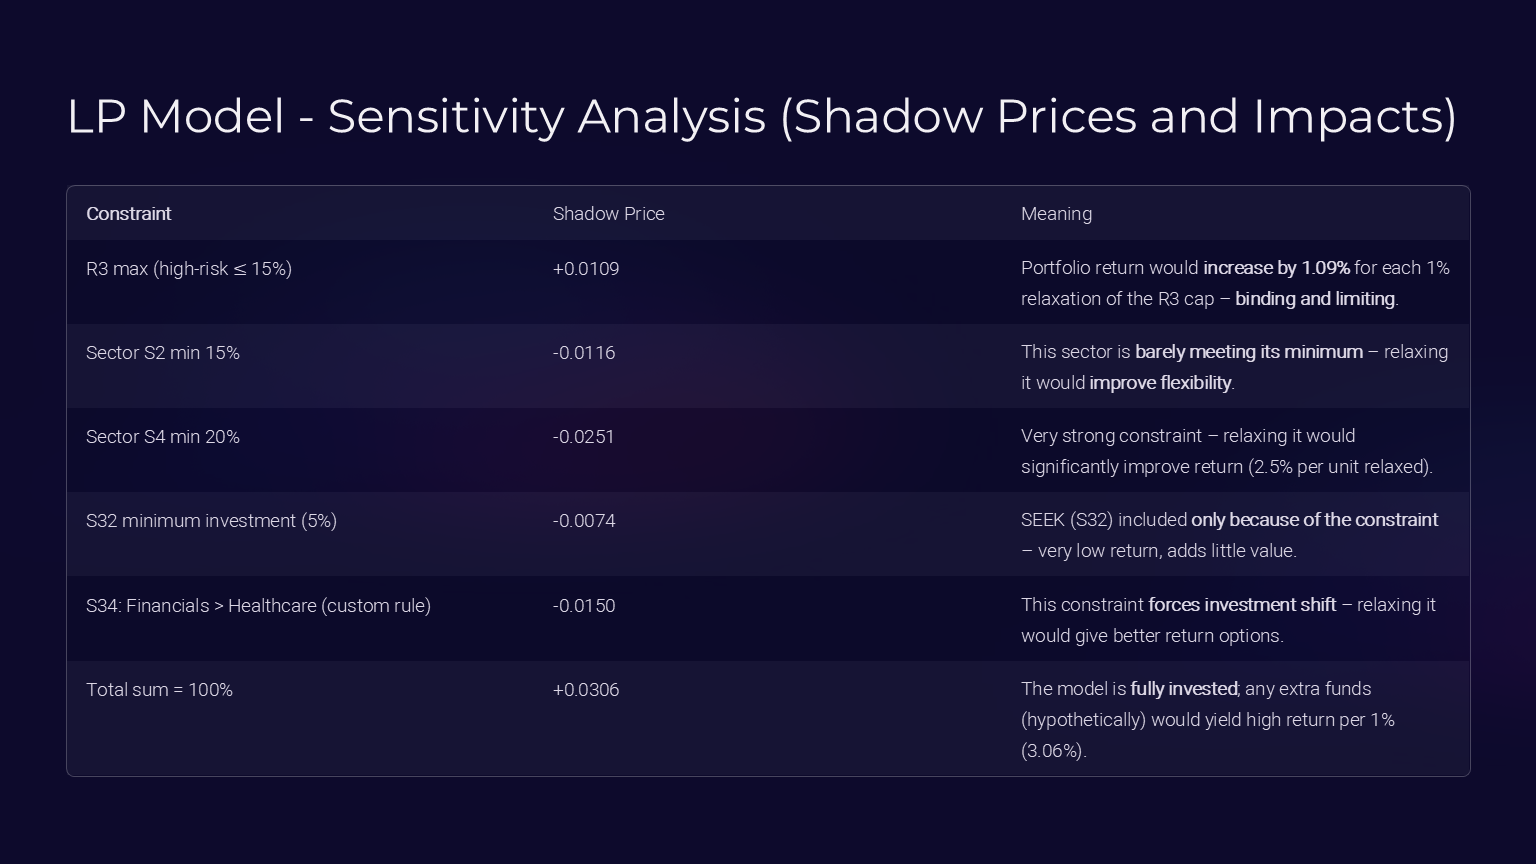 LP Model - Sensitivity Analysis (Shadow Prices and Impacts)
Constraint
Shadow Price
Meaning
R3 max (high-risk ≤ 15%)
+0.0109
Portfolio return would increase by 1.09% for each 1%
relaxation of the R3 cap – binding and limiting.
Sector S2 min 15%
-0.0116
This sector is barely meeting its minimum – relaxing
it would improve flexibility.
Sector S4 min 20%
-0.0251
Very strong constraint – relaxing it would
significantly improve return (2.5% per unit relaxed).
S32 minimum investment (5%)
-0.0074
SEEK (S32) included only because of the constraint
– very low return, adds little value.
S34: Financials > Healthcare (custom rule)
-0.0150
This constraint forces investment shift – relaxing it
would give better return options.
Total sum = 100%
+0.0306
The model is fully invested; any extra funds
(hypothetically) would yield high return per 1%
(3.06%).